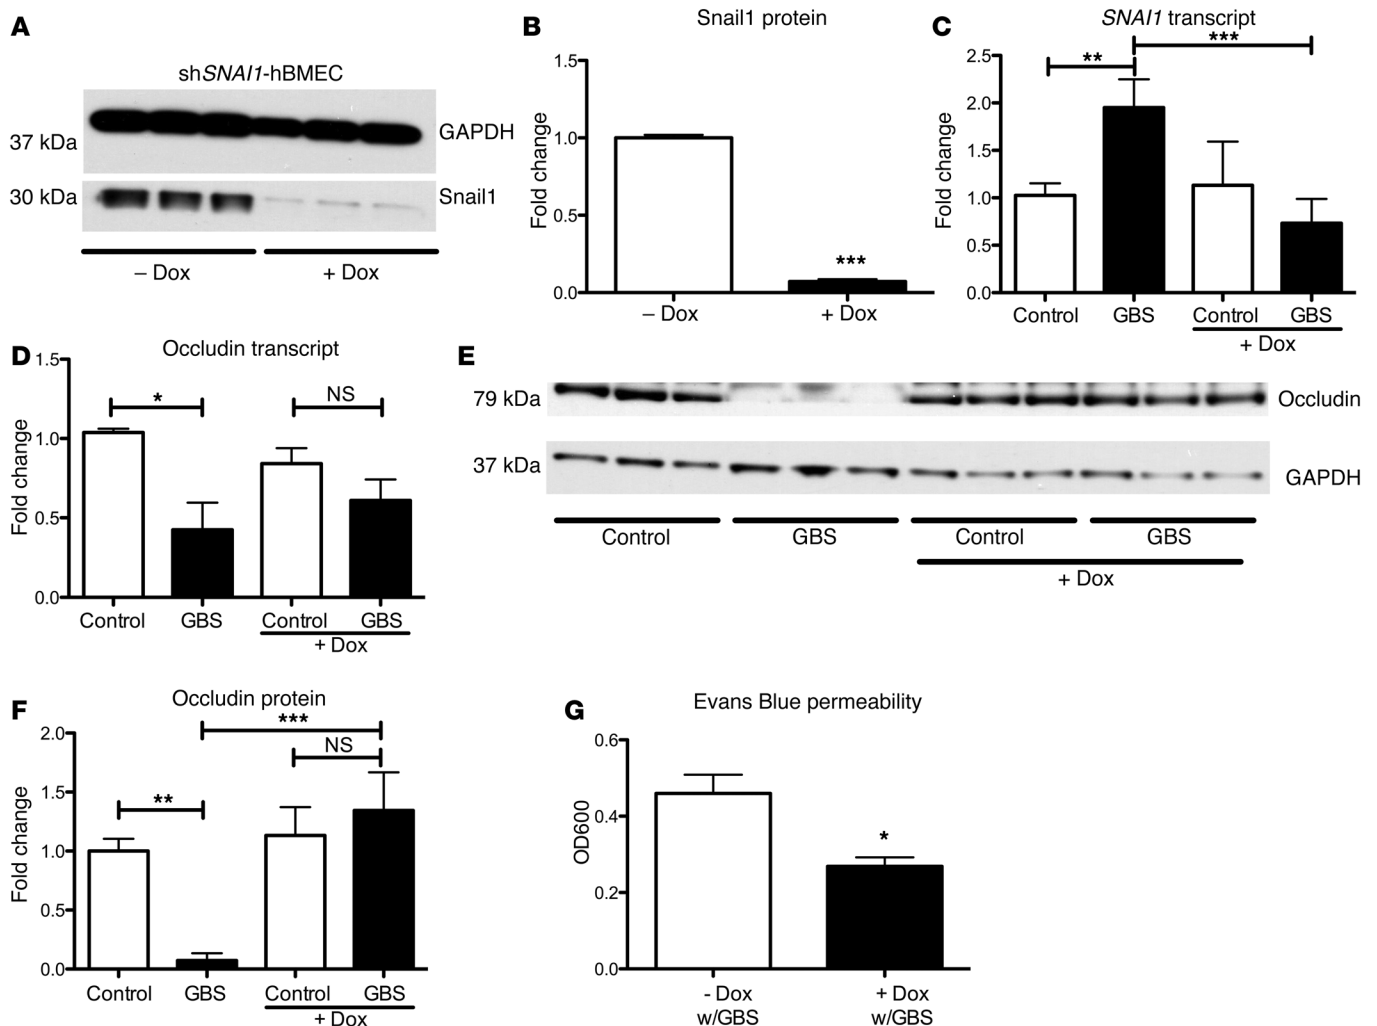 A
shSNAI1-hBMEC
GAPDH
37 kDa
30 kDa
Snail1
– Dox
+ Dox
B
Snail1 protein
Fold change
1.5
1.0
0.5
0.0
***
– Dox
+ Dox
C
SNAI1 transcript
Fold change
2.5
2.0
1.5
1.0
0.5
0.0
**
***
Control
GBS
Control
GBS
+ Dox
D
Occludin transcript
Fold change
1.5
1.0
0.5
0.0
*
NS
Control
GBS
Control
GBS
+ Dox
E
79 kDa
Occludin
37 kDa
GAPDH
Control
GBS
Control
GBS
+ Dox
F
Occludin protein
Fold change
2.0
1.5
1.0
0.5
0.0
***
NS
**
Control
GBS
Control
GBS
+ Dox
G
Evans Blue permeability
OD600
0.6
0.4
0.2
0.0
*
- Dox
w/GBS
+ Dox
w/GBS